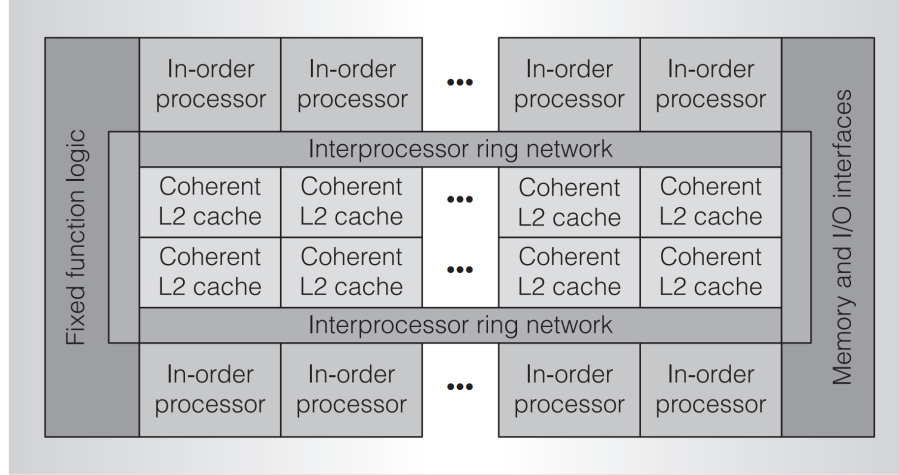 Fixed function logic
In-order
processor
In-order
processor
•••
In-order
processor
In-order
processor
Interprocessor ring network
Coherent
L2 cache
Coherent
L2 cache
•••
Coherent
L2 cache
Coherent
L2 cache
Coherent
L2 cache
Coherent
L2 cache
•••
Coherent
L2 cache
Coherent
L2 cache
Interprocessor ring network
In-order
processor
In-order
processor
•••
In-order
processor
In-order
processor
Memory and I/O interfaces